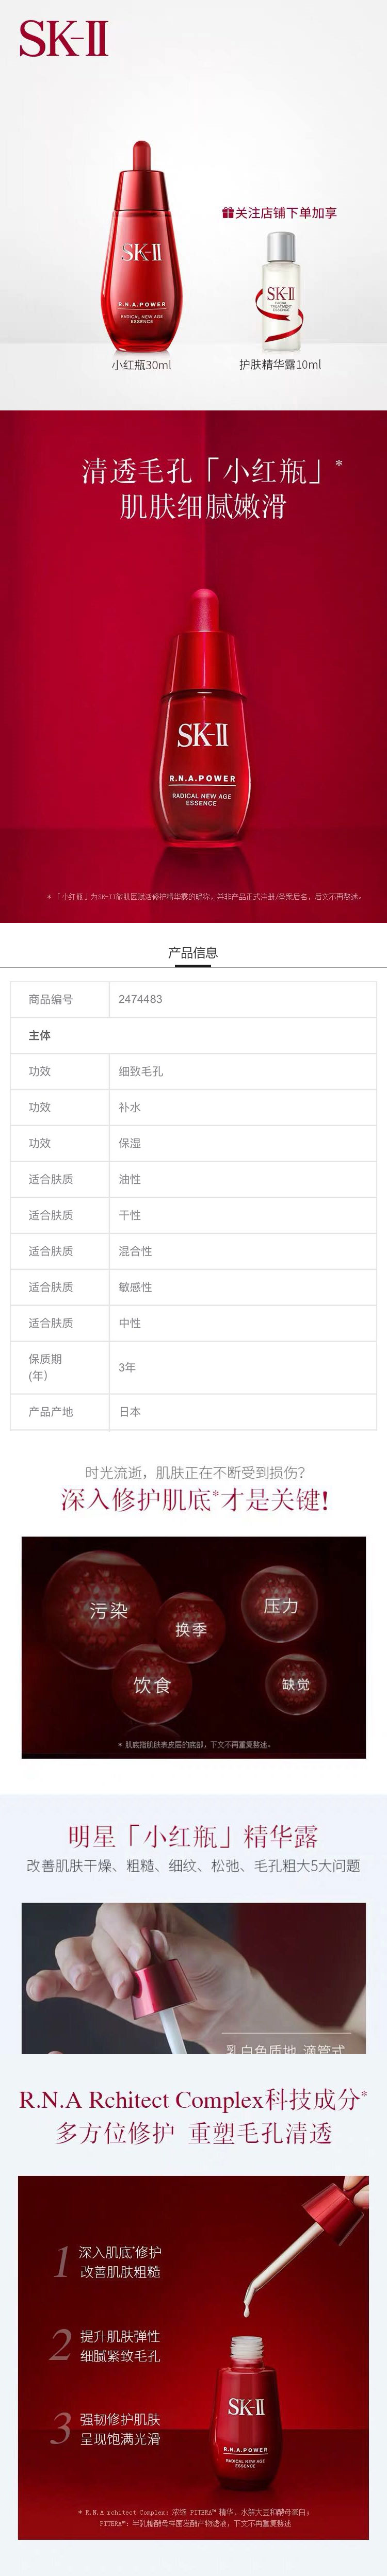 SK-II
关注店铺下单加享
SK-II
R.N.A.POWER
RADICAL NEW AGE
ESSENCE
SK-II
FACIAL
TREATMENT
ESSENCE
小红瓶30ml
护肤精华露10ml
清透毛孔「小红瓶」*
肌肤细腻嫩滑
SK-II
R.N.A.POWER
RADICAL NEW AGE
ESSENCE
*「小红瓶」为SK-II微肌因赋活修护精华露的昵称，并非产品正式注册/备案后名，后文不再赘述。
产品信息
商品编号 2474483
主体
功效 细致毛孔
功效 补水
功效 保湿
适合肤质 油性
适合肤质 干性
适合肤质 混合性
适合肤质 敏感性
适合肤质 中性
保质期
(年) 3年
产品产地 日本
时光流逝，肌肤正在不断受到损伤？
深入修护肌底*才是关键!
污染
换季
压力
饮食
缺觉
* 肌底指肌肤表皮层的底部，下文不再重复赘述。
明星「小红瓶」精华露
改善肌肤干燥、粗糙、细纹、松弛、毛孔粗大5大问题
乳白色质地 滴管式
R.N.A Rchitect Complex科技成分*
多方位修护 重塑毛孔清透
1 深入肌底*修护
改善肌肤粗糙
2 提升肌肤弹性
细腻紧致毛孔
3 强韧修护肌肤
呈现饱满光滑
SK-II
R.N.A.POWER
RADICAL NEW AGE
ESSENCE
* R.N.A rchitect Complex: 浓缩 PITERA™ 精华、水解大豆和酵母蛋白;
PITERA™: 半乳糖酵母样菌发酵产物滤液，下文不再重复赘述